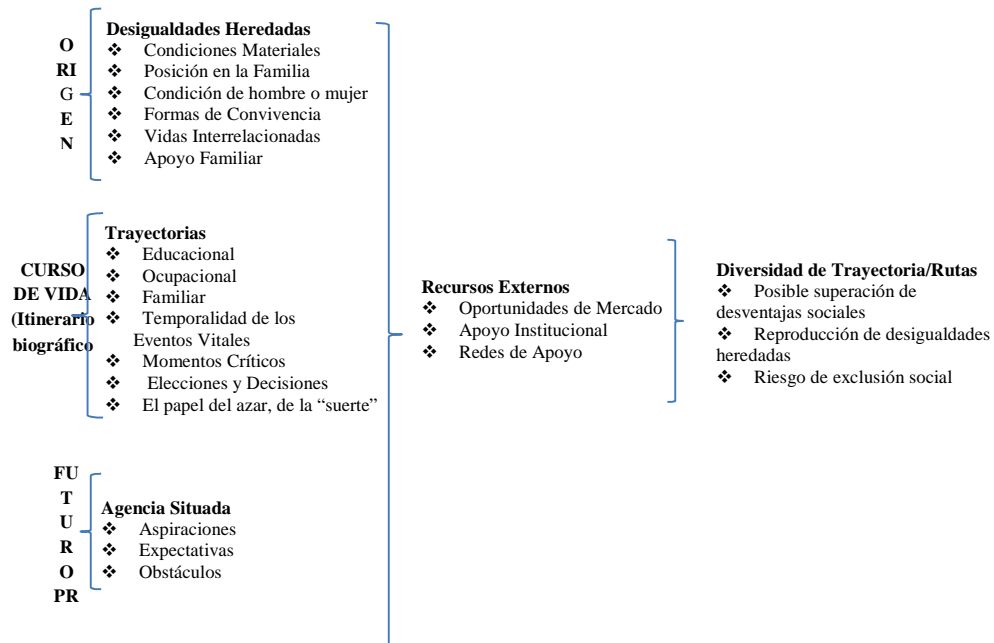 O
RI
G
E
N
Desigualdades Heredadas
❖ Condiciones Materiales
❖ Posición en la Familia
❖ Condición de hombre o mujer
❖ Formas de Convivencia
❖ Vidas Interrelacionadas
❖ Apoyo Familiar
CURSO
DE VIDA
(Itinerario
biográfico
Trayectorias
❖ Educacional
❖ Ocupacional
❖ Familiar
❖ Temporalidad de los
Eventos Vitales
❖ Momentos Críticos
❖ Elecciones y Decisiones
❖ El papel del azar, de la “suerte”
FU
T
U
R
O
PR
Agencia Situada
❖ Aspiraciones
❖ Expectativas
❖ Obstáculos
Recursos Externos
❖ Oportunidades de Mercado
❖ Apoyo Institucional
❖ Redes de Apoyo
Diversidad de Trayectoria/Rutas
❖ Posible superación de
desventajas sociales
❖ Reproducción de desigualdades
heredadas
❖ Riesgo de exclusión social